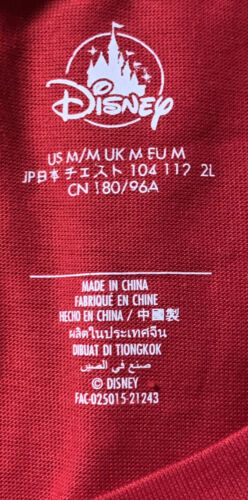 Disney
US M/M UK M EU M
JP日本 チェスト 104 112 2L
CN 180/96A
MADE IN CHINA
FABRIQUÉ EN CHINE
HECHO EN CHINA / 中國製
ผลิตในประเทศจีน
DIBUAT DI TIONGKOK
صنع في الصين
© DISNEY
FAC-025015-21243